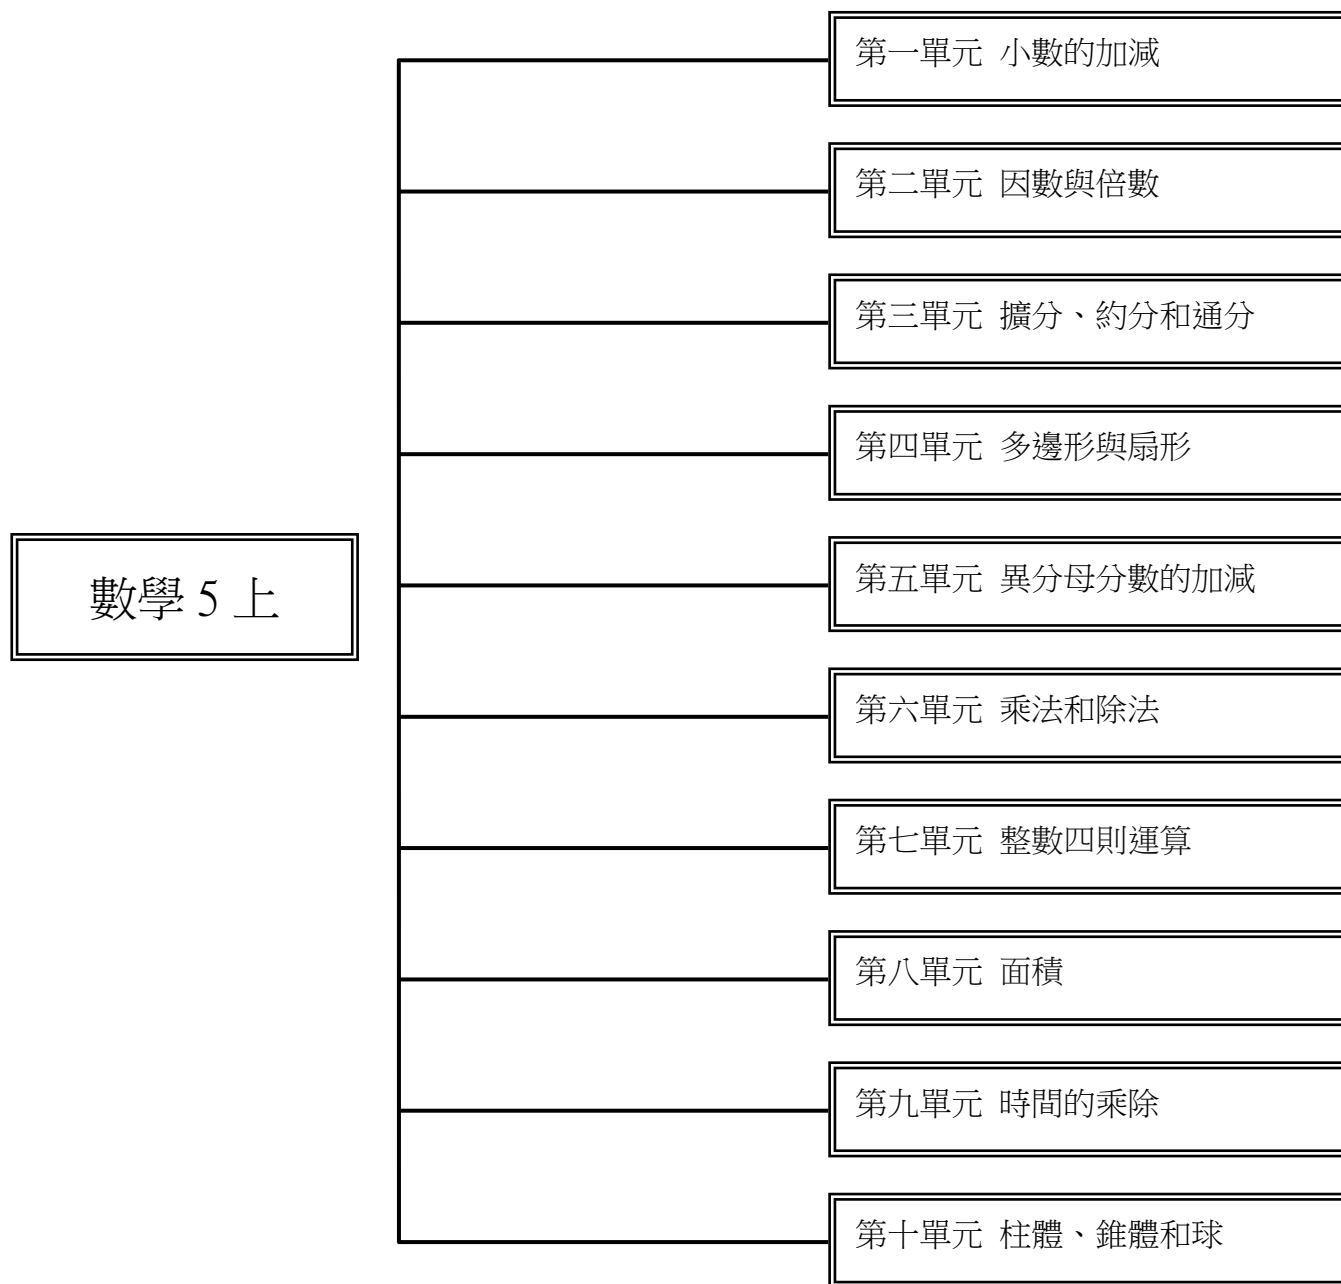 第一單元 小數的加減
第二單元 因數與倍數
第三單元 擴分、約分和通分
第四單元 多邊形與扇形
數學 5 上
第五單元 異分母分數的加減
第六單元 乘法和除法
第七單元 整數四則運算
第八單元 面積
第九單元 時間的乘除
第十單元 柱體、錐體和球